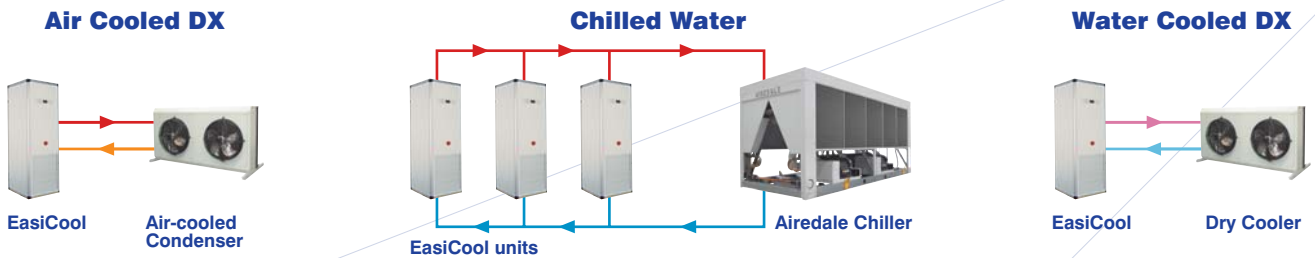 Air Cooled DX
Chilled Water
Water Cooled DX
AIREDALE
EasiCool
Air-cooled
Condenser
EasiCool units
Airedale Chiller
EasiCool
Dry Cooler